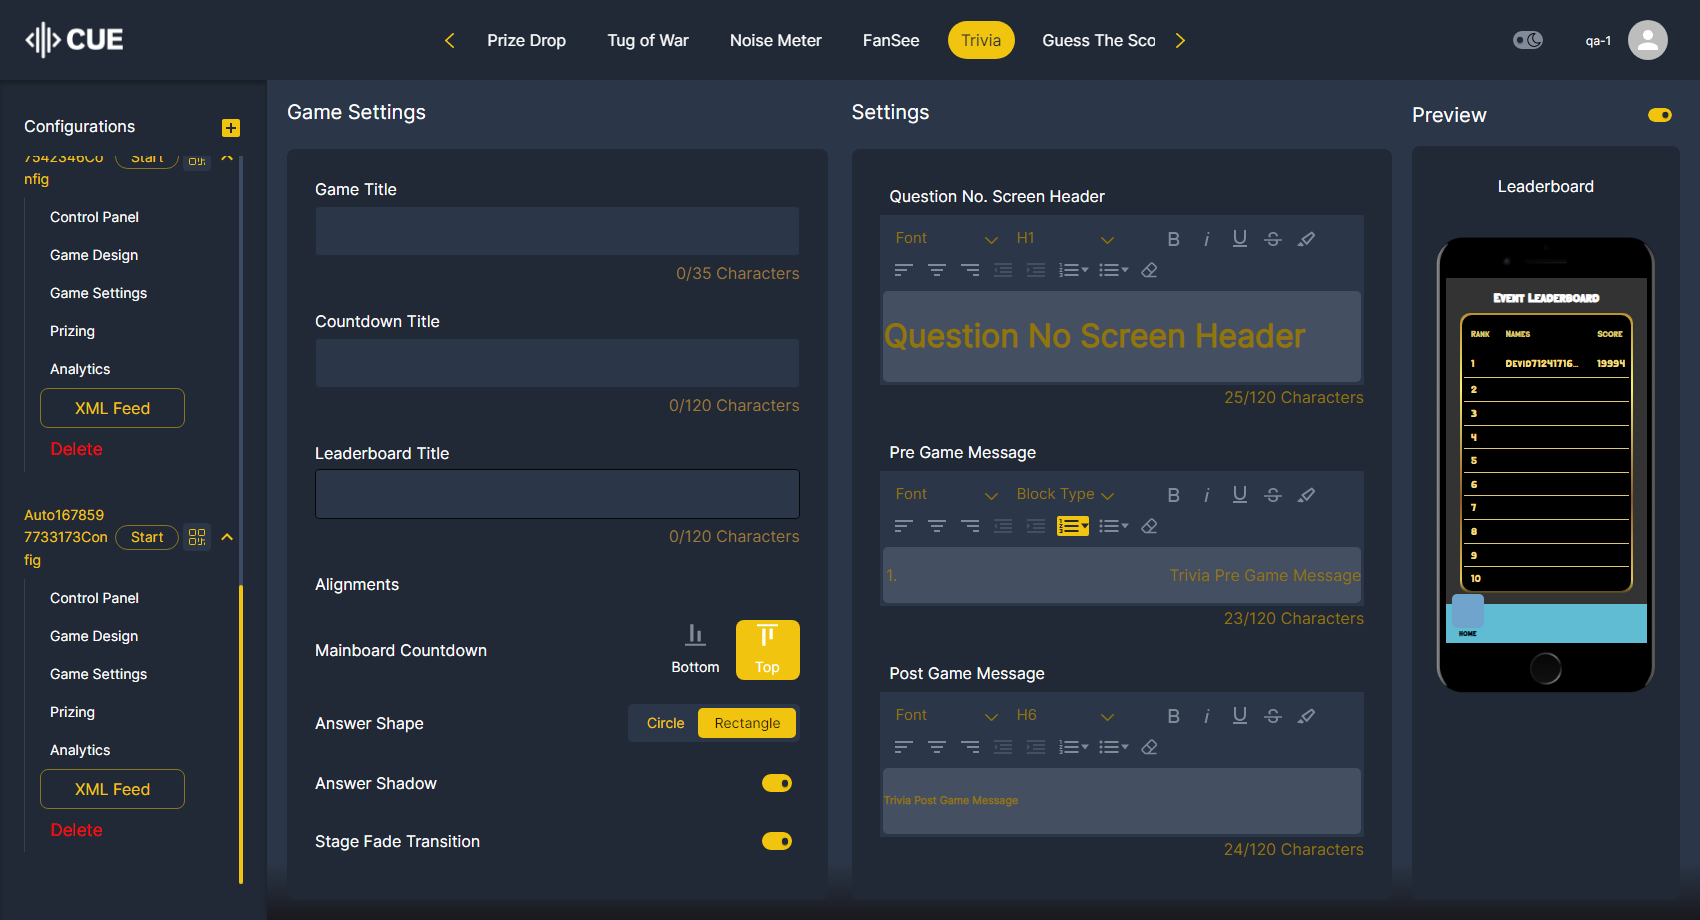 CUE
Prize Drop
Tug of War
Noise Meter
FanSee
Trivia
Guess The Sco
qa-1
Configurations
7542346Co
nfig
Start
Control Panel
Game Design
Game Settings
Prizing
Analytics
XML Feed
Delete
Auto167859
7733173Con
fig
Start
Control Panel
Game Design
Game Settings
Prizing
Analytics
XML Feed
Delete
Game Settings
Game Title
0/35 Characters
Countdown Title
0/120 Characters
Leaderboard Title
0/120 Characters
Alignments
Mainboard Countdown
Bottom
Top
Answer Shape
Circle
Rectangle
Answer Shadow
Stage Fade Transition
Settings
Question No. Screen Header
Font
H1
B i U S
Question No Screen Header
25/120 Characters
Pre Game Message
Font
Block Type
B i U S
1. Trivia Pre Game Message
23/120 Characters
Post Game Message
Font
H6
B i U S
Trivia Post Game Message
24/120 Characters
Preview
Leaderboard
Event Leaderboard
Rank Names Score
1 Devid71241716... 19994
2
3
4
5
6
7
8
9
10
HOME